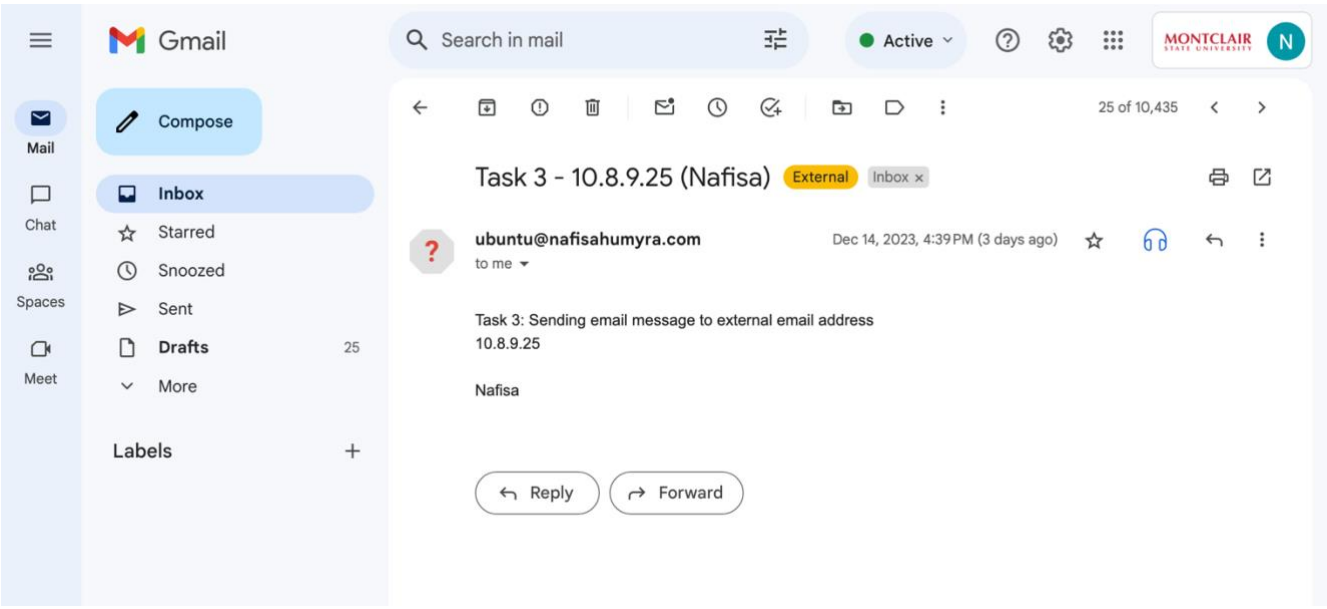 Gmail
Search in mail
Active
MONTCLAIR
STATE UNIVERSITY
N
Mail
Chat
Spaces
Meet
Compose
Inbox
Starred
Snoozed
Sent
Drafts 25
More
Labels
25 of 10,435
Task 3 - 10.8.9.25 (Nafisa) External Inbox ×
? ubuntu@nafisahumyra.com Dec 14, 2023, 4:39 PM (3 days ago)
to me
Task 3: Sending email message to external email address
10.8.9.25
Nafisa
Reply Forward